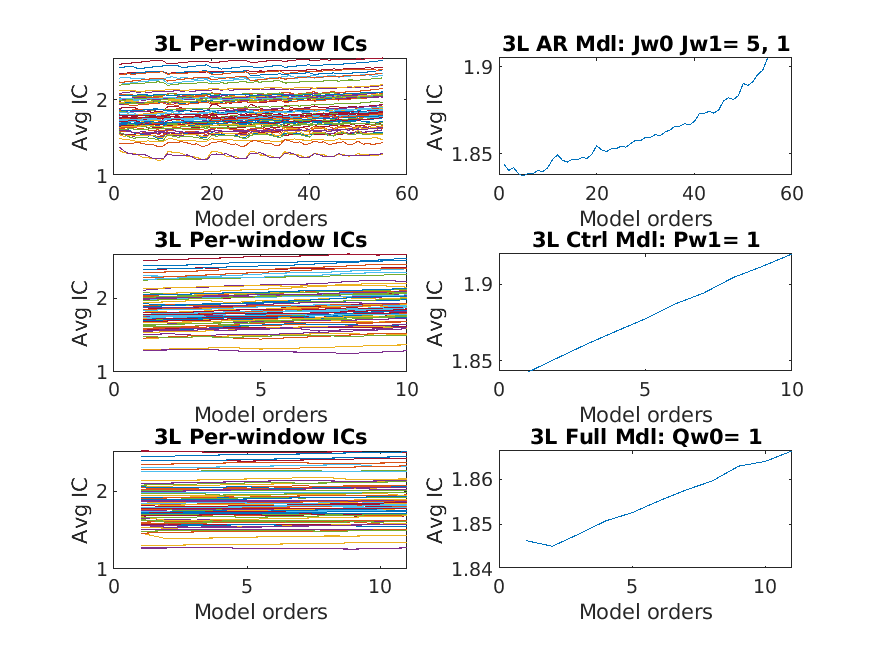 3L Per-window ICs
Avg IC
2
1
0
20
40
60
Model orders
3L AR Mdl: Jw0 Jw1= 5, 1
Avg IC
1.9
1.85
0
20
40
60
Model orders
3L Per-window ICs
Avg IC
2
1
0
5
10
Model orders
3L Ctrl Mdl: Pw1= 1
Avg IC
1.9
1.85
0
5
10
Model orders
3L Per-window ICs
Avg IC
2
1
0
5
10
Model orders
3L Full Mdl: Qw0= 1
Avg IC
1.86
1.85
1.84
0
5
10
Model orders